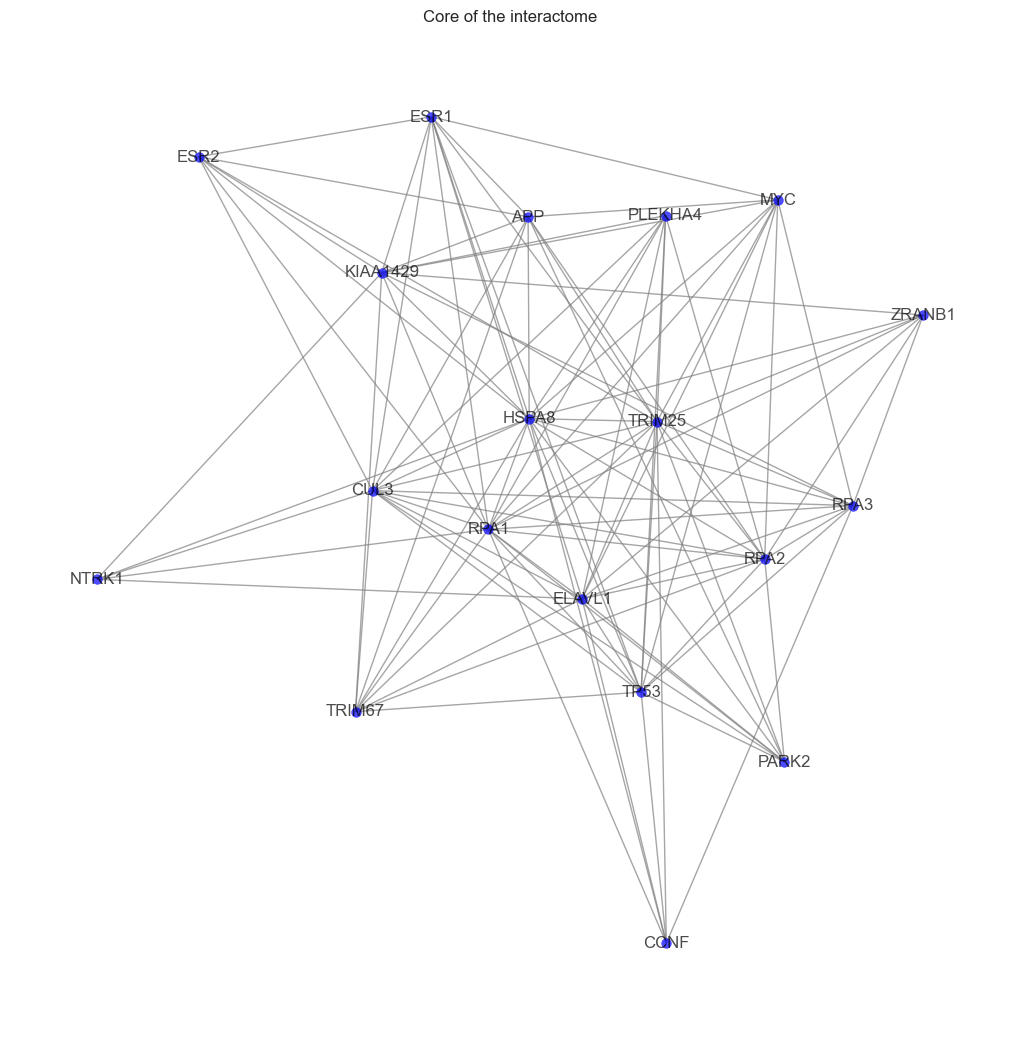 Core of the interactome
ESR1
ESR2
MYC
APP
PLEKHA4
KIAA1429
ZRANB1
HSPA8
TRIM25
CUL3
RPA3
RPA1
RPA2
NTRK1
ELAVL1
TP53
TRIM67
PARK2
CCNF